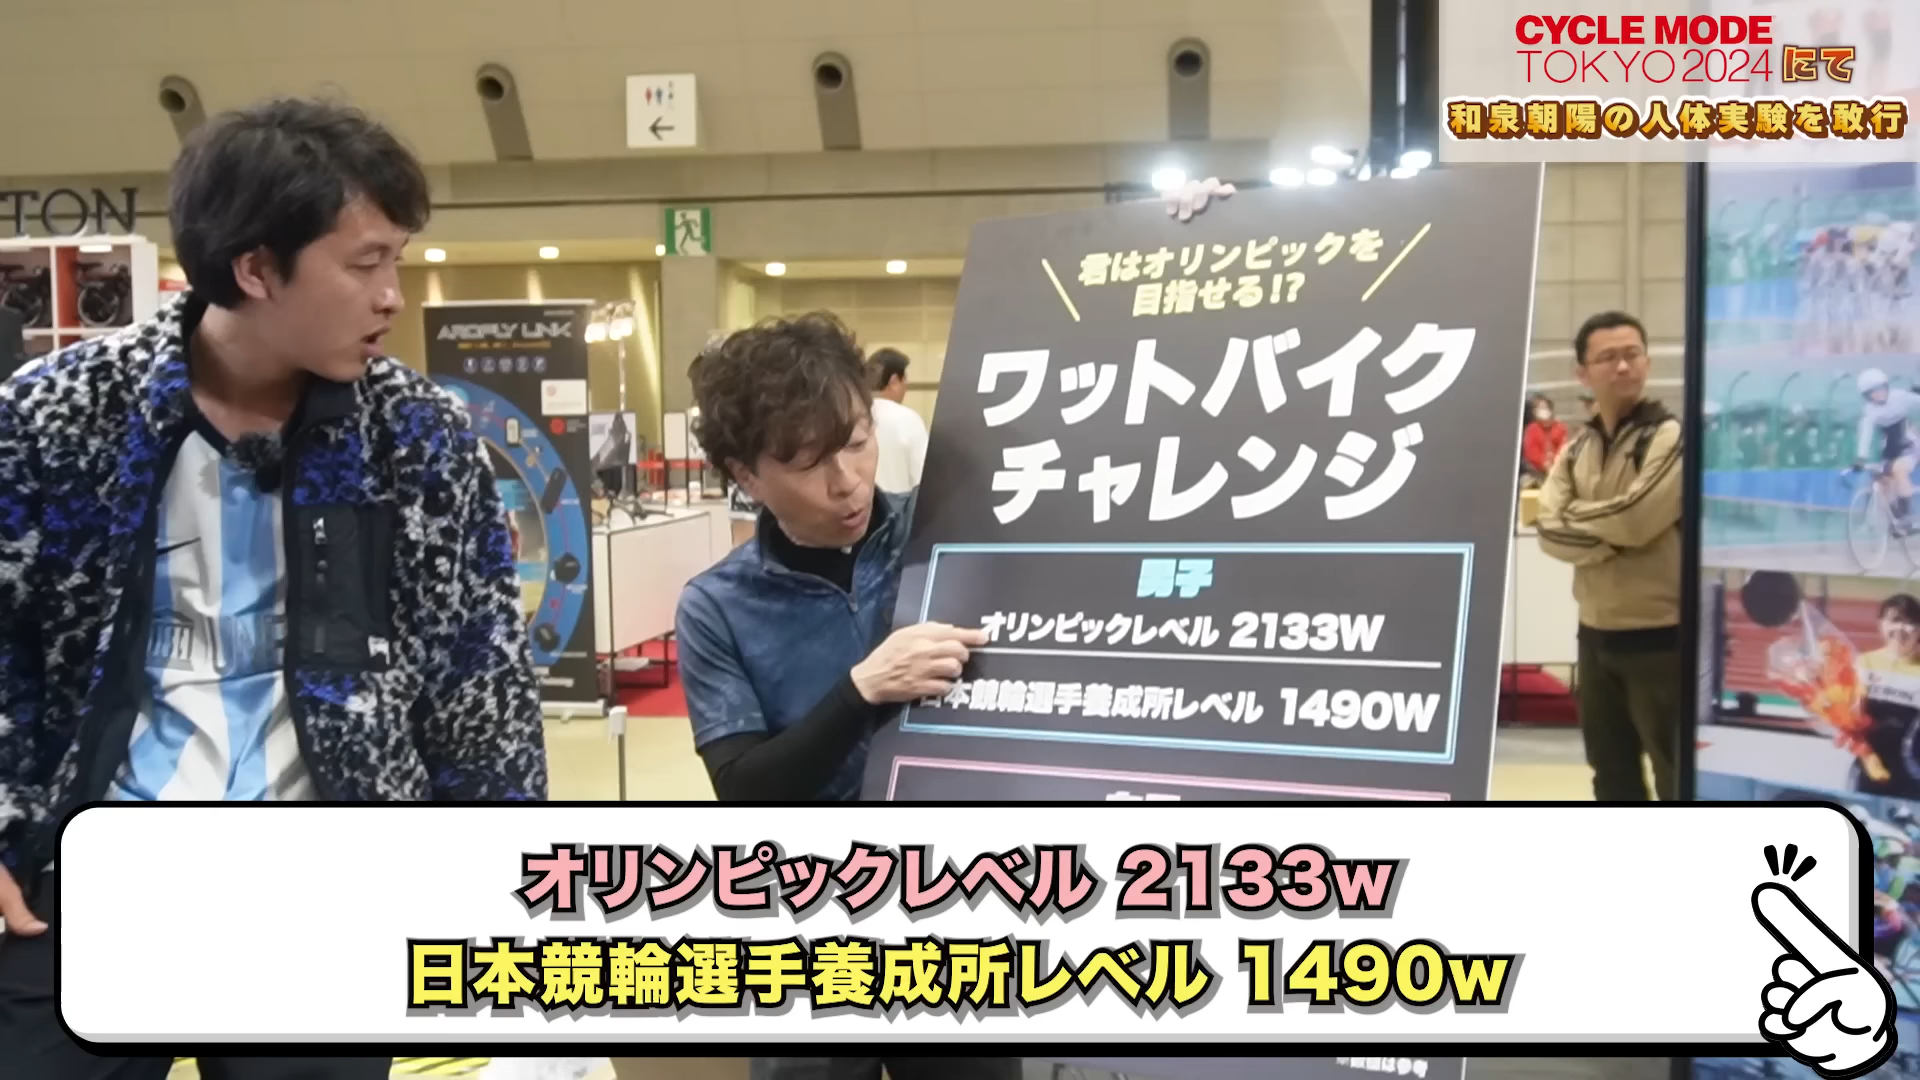 CYCLE MODE
TOKYO 2024 にて
和泉朝陽の人体実験を敢行
TON
AEROFLY LINK
君はオリンピックを
目指せる!?
ワットバイク
チャレンジ
男子
オリンピックレベル 2133W
日本競輪選手養成所レベル 1490W
オリンピックレベル 2133w
日本競輪選手養成所レベル 1490w